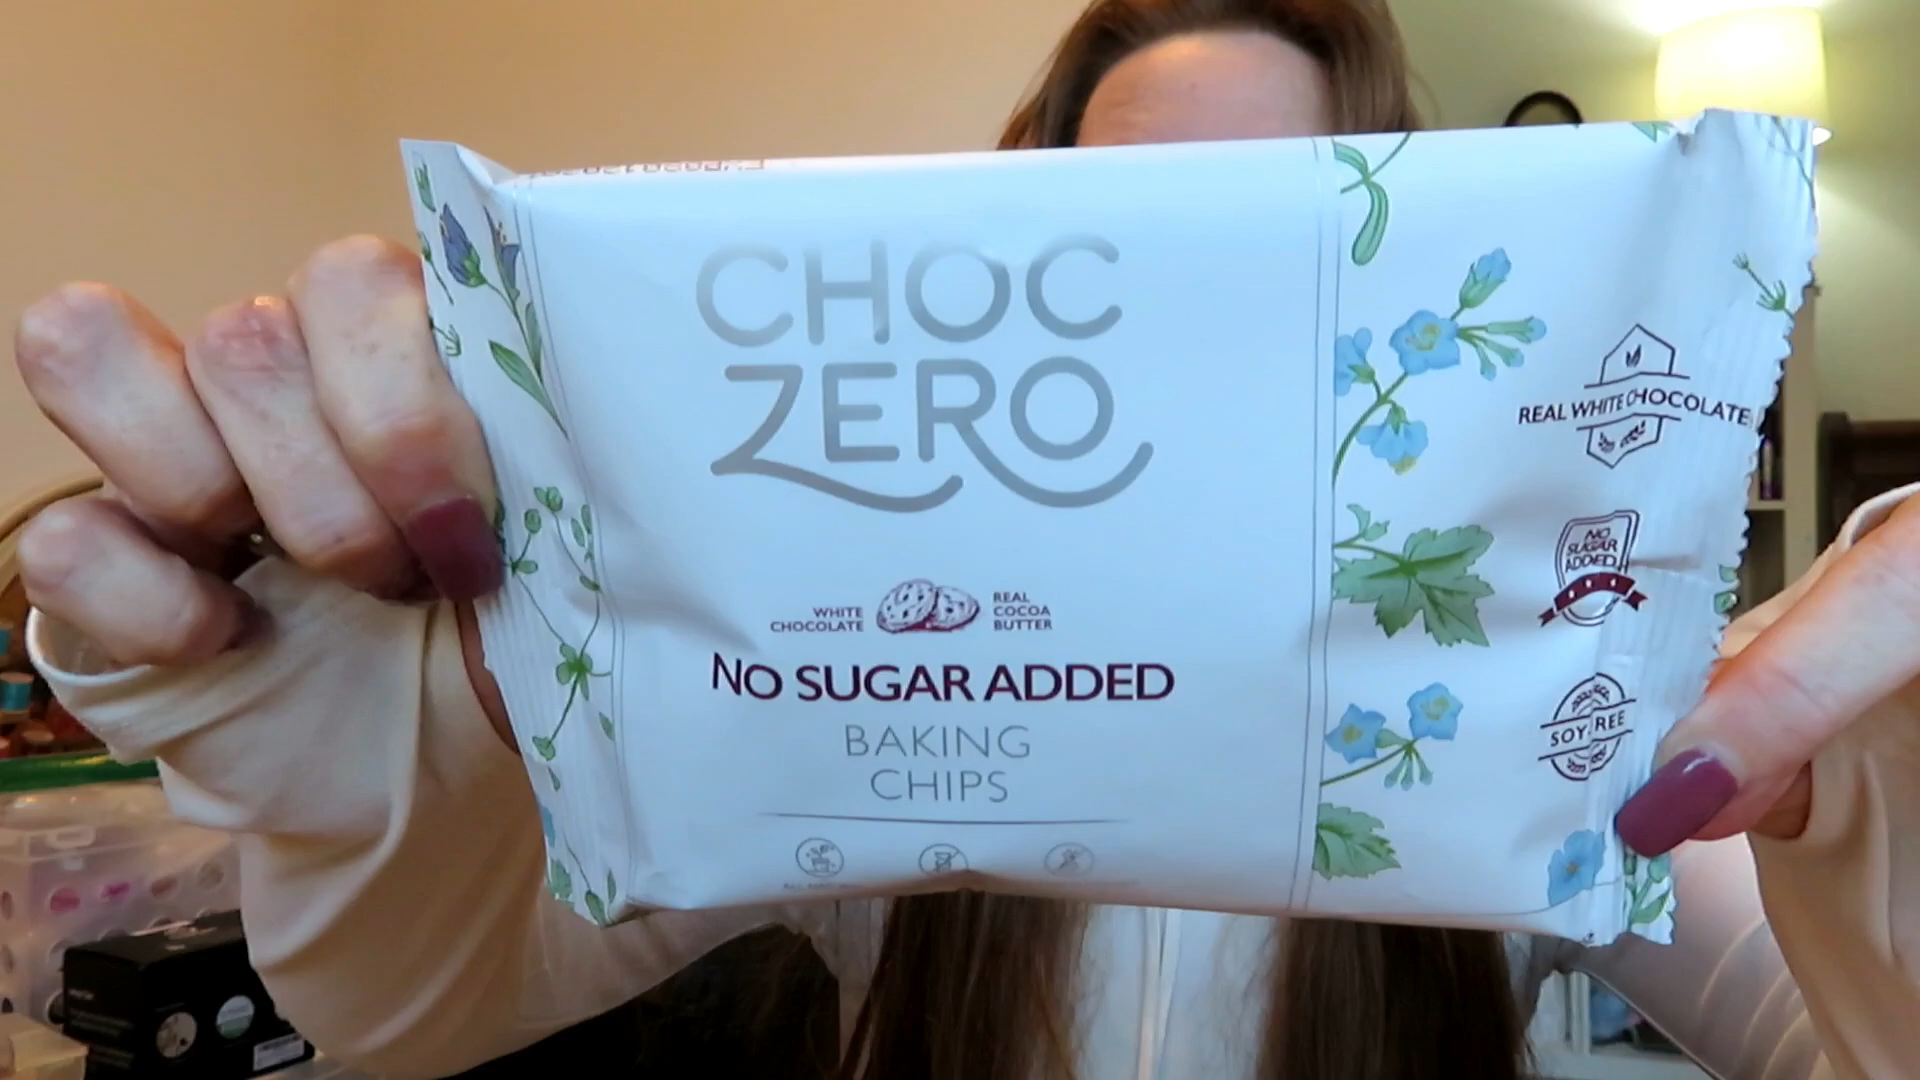 CHOC
ZERO
WHITE
CHOCOLATE
REAL
COCOA
BUTTER
NO SUGAR ADDED
BAKING
CHIPS
REAL WHITE CHOCOLATE
NO
SUGAR
ADDED
SOY FREE